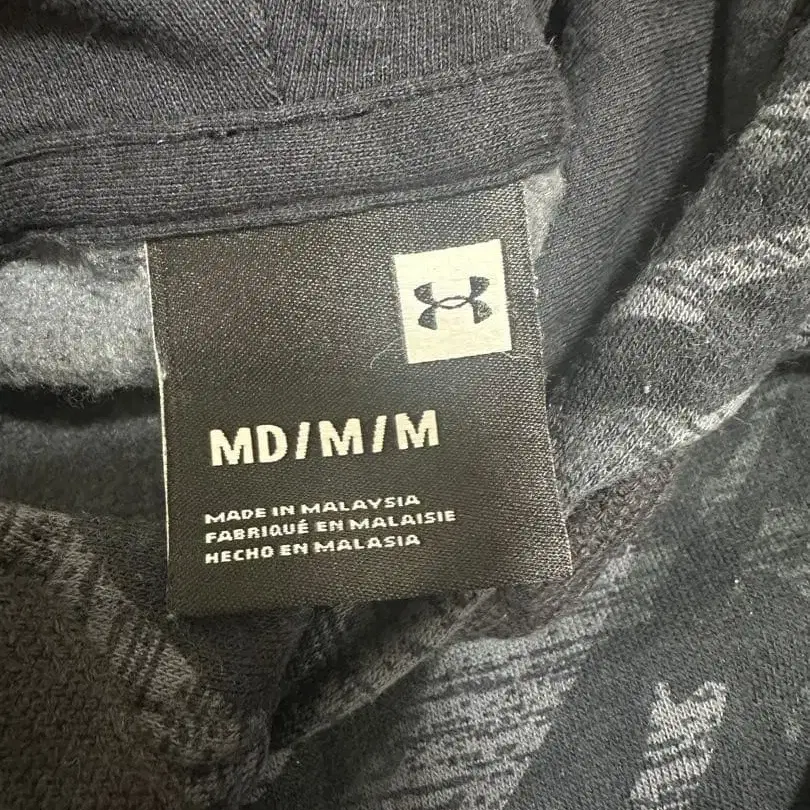 MD/M/M
MADE IN MALAYSIA
FABRIQUÉ EN MALAISIE
HECHO EN MALASIA